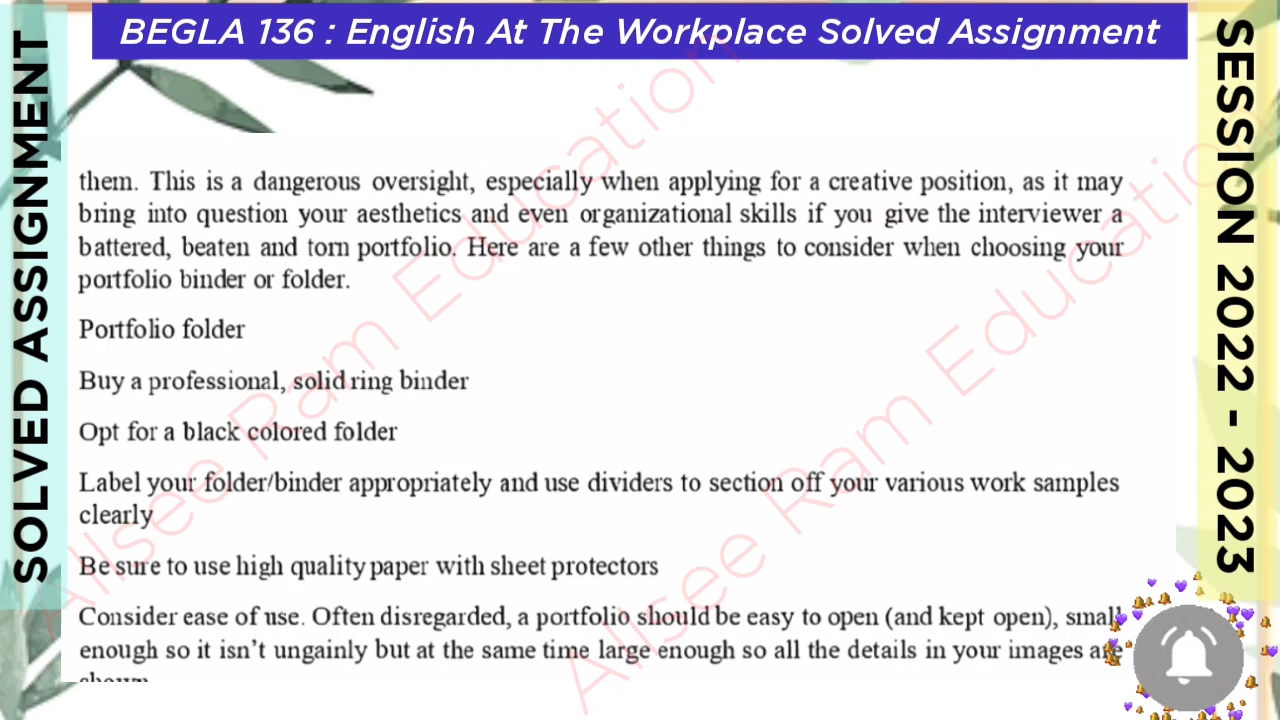 BEGLA 136 : English At The Workplace Solved Assignment
SOLVED ASSIGNMENT
them. This is a dangerous oversight, especially when applying for a creative position, as it may
bring into question your aesthetics and even organizational skills if you give the interviewer a
battered, beaten and torn portfolio. Here are a few other things to consider when choosing your
portfolio binder or folder.
Portfolio folder
Buy a professional, solid ring binder
Opt for a black colored folder
Label your folder/binder appropriately and use dividers to section off your various work samples
clearly
Be sure to use high quality paper with sheet protectors
Consider ease of use. Often disregarded, a portfolio should be easy to open (and kept open), small
enough so it isn't ungainly but at the same time large enough so all the details in your images are
shown
SESSION 2022 - 2023
Allsee Ram Education
Allsee Ram Education